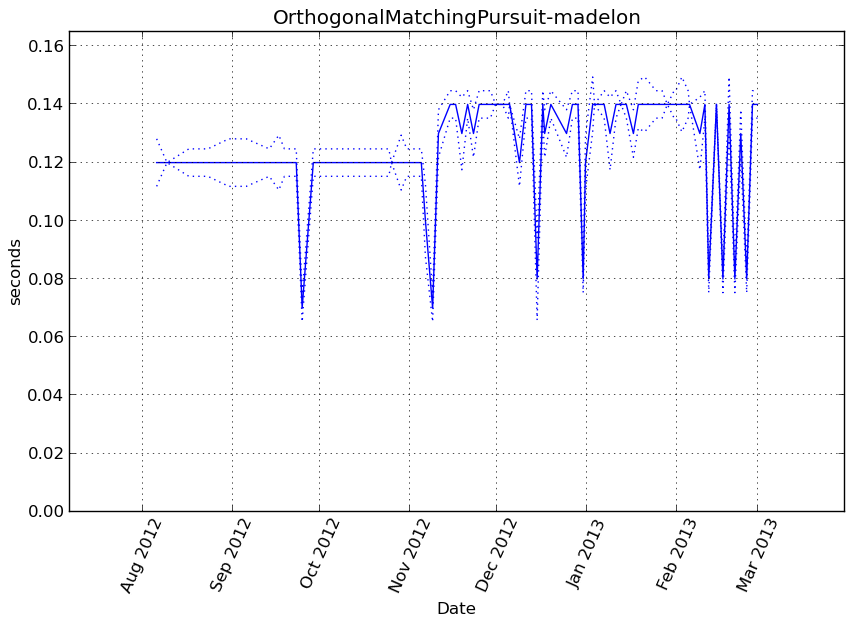 OrthogonalMatchingPursuit-madelon
0.16
0.14
0.12
0.10
0.08
0.06
0.04
0.02
0.00
seconds
Aug 2012
Sep 2012
Oct 2012
Nov 2012
Dec 2012
Jan 2013
Feb 2013
Mar 2013
Date